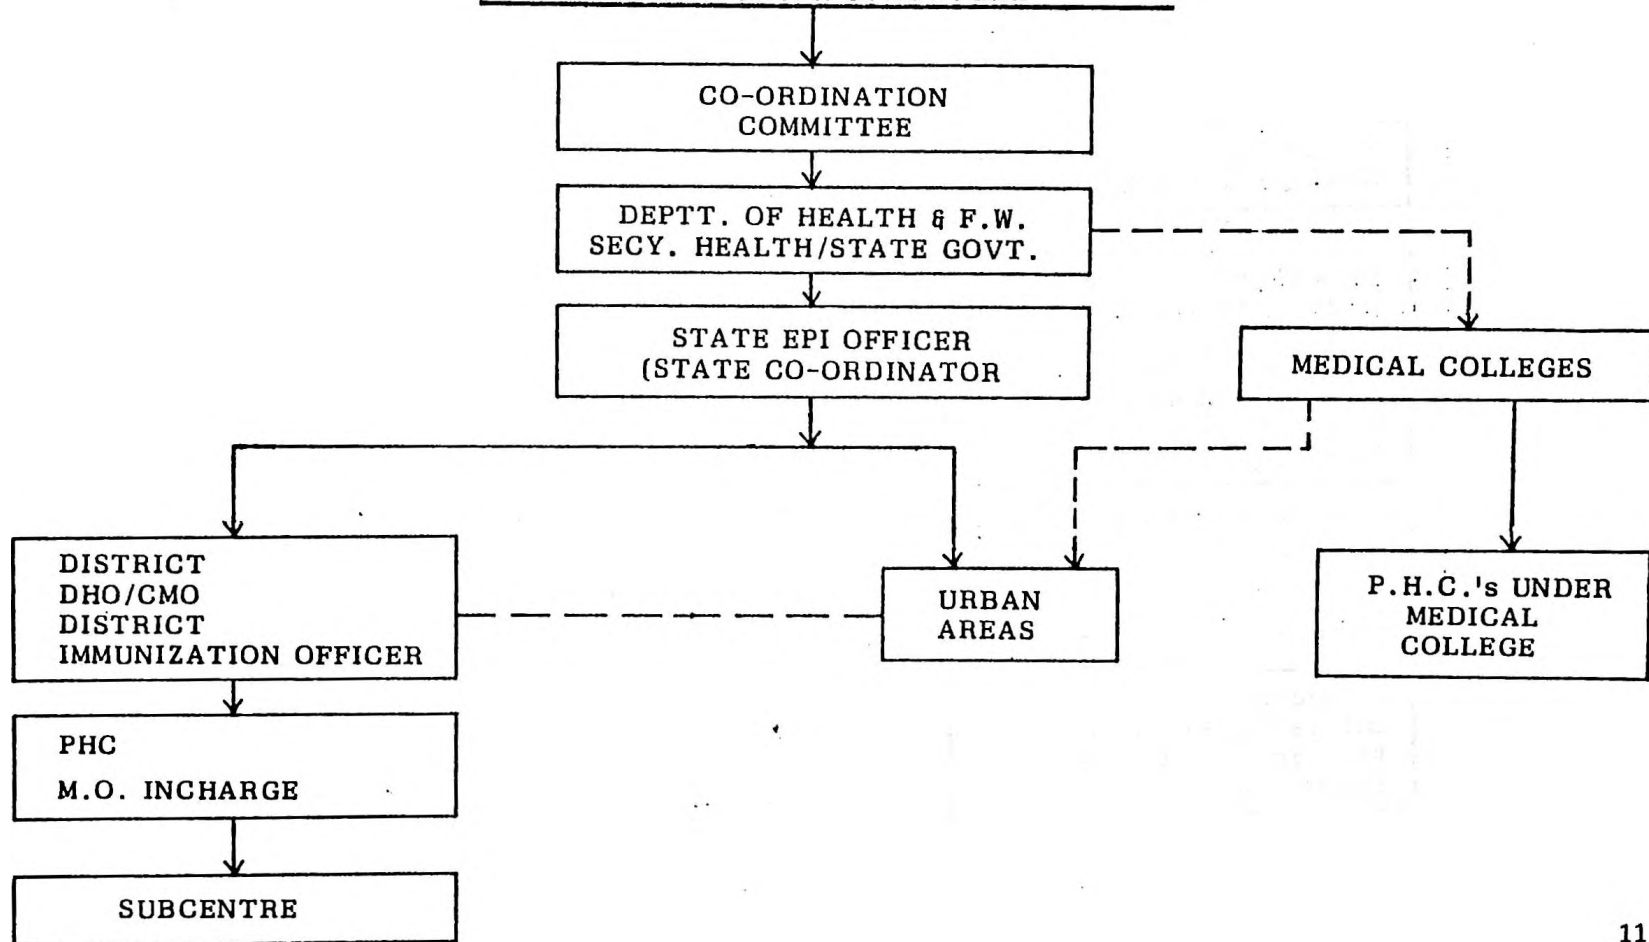 CO-ORDINATION
COMMITTEE
DEPTT. OF HEALTH & F.W.
SECY. HEALTH/STATE GOVT.
STATE EPI OFFICER
(STATE CO-ORDINATOR
MEDICAL COLLEGES
DISTRICT
DHO/CMO
DISTRICT
IMMUNIZATION OFFICER
URBAN
AREAS
P.H.C.'s UNDER
MEDICAL
COLLEGE
PHC
M.O. INCHARGE
SUBCENTRE
11